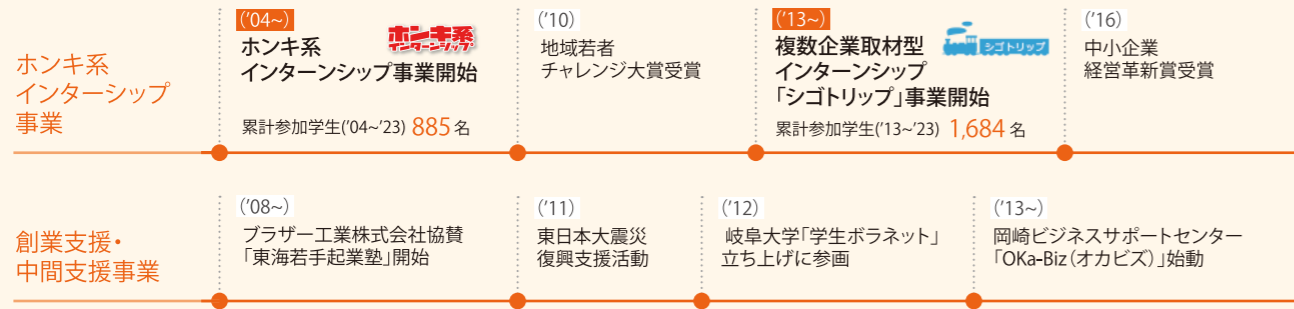 ホンキ系
インターシップ
事業
('04~)
ホンキ系
インターンシップ事業開始
ホンキ系
インターンシップ
累計参加学生('04~'23) 885 名
('10)
地域若者
チャレンジ大賞受賞
('13~)
複数企業取材型
インターンシップ
「シゴトリップ」事業開始
シゴトリップ
累計参加学生('13~'23) 1,684 名
('16)
中小企業
経営革新賞受賞
創業支援・
中間支援事業
('08~)
ブラザー工業株式会社協賛
「東海若手起業塾」開始
('11)
東日本大震災
復興支援活動
('12)
岐阜大学「学生ボラネット」
立ち上げに参画
('13~)
岡崎ビジネスサポートセンター
「OKa-Biz（オカビズ）」始動